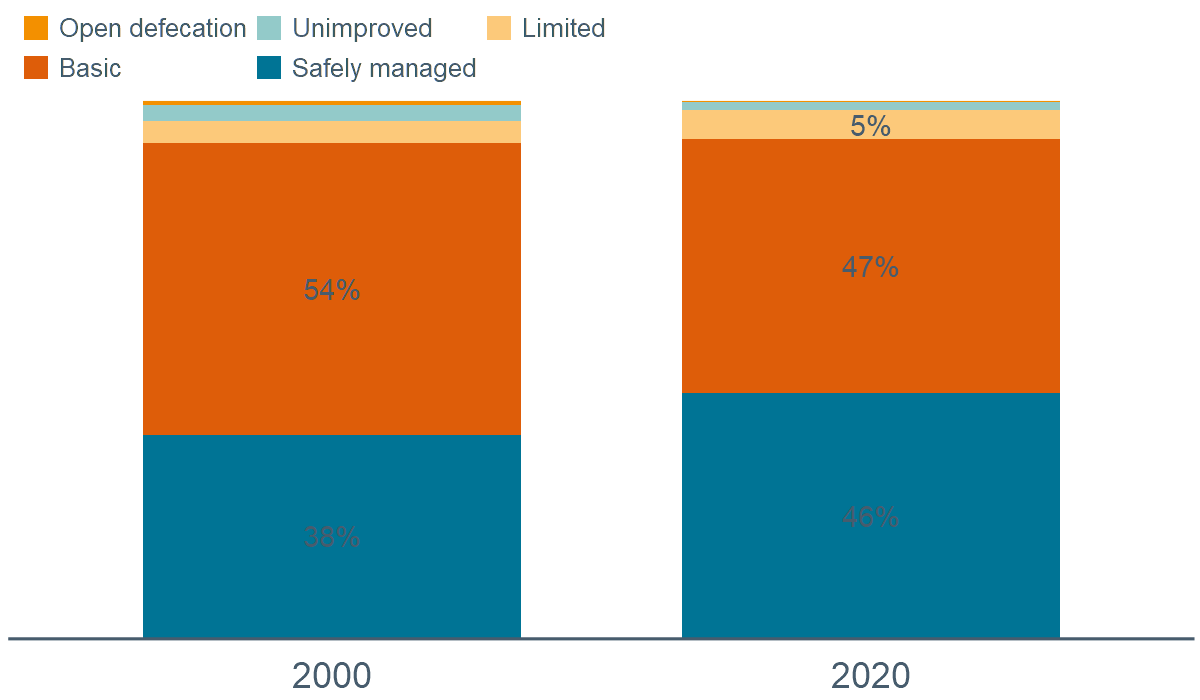 Open defecation Unimproved Limited
Basic Safely managed
5%
54% 47%
38% 46%
2000 2020